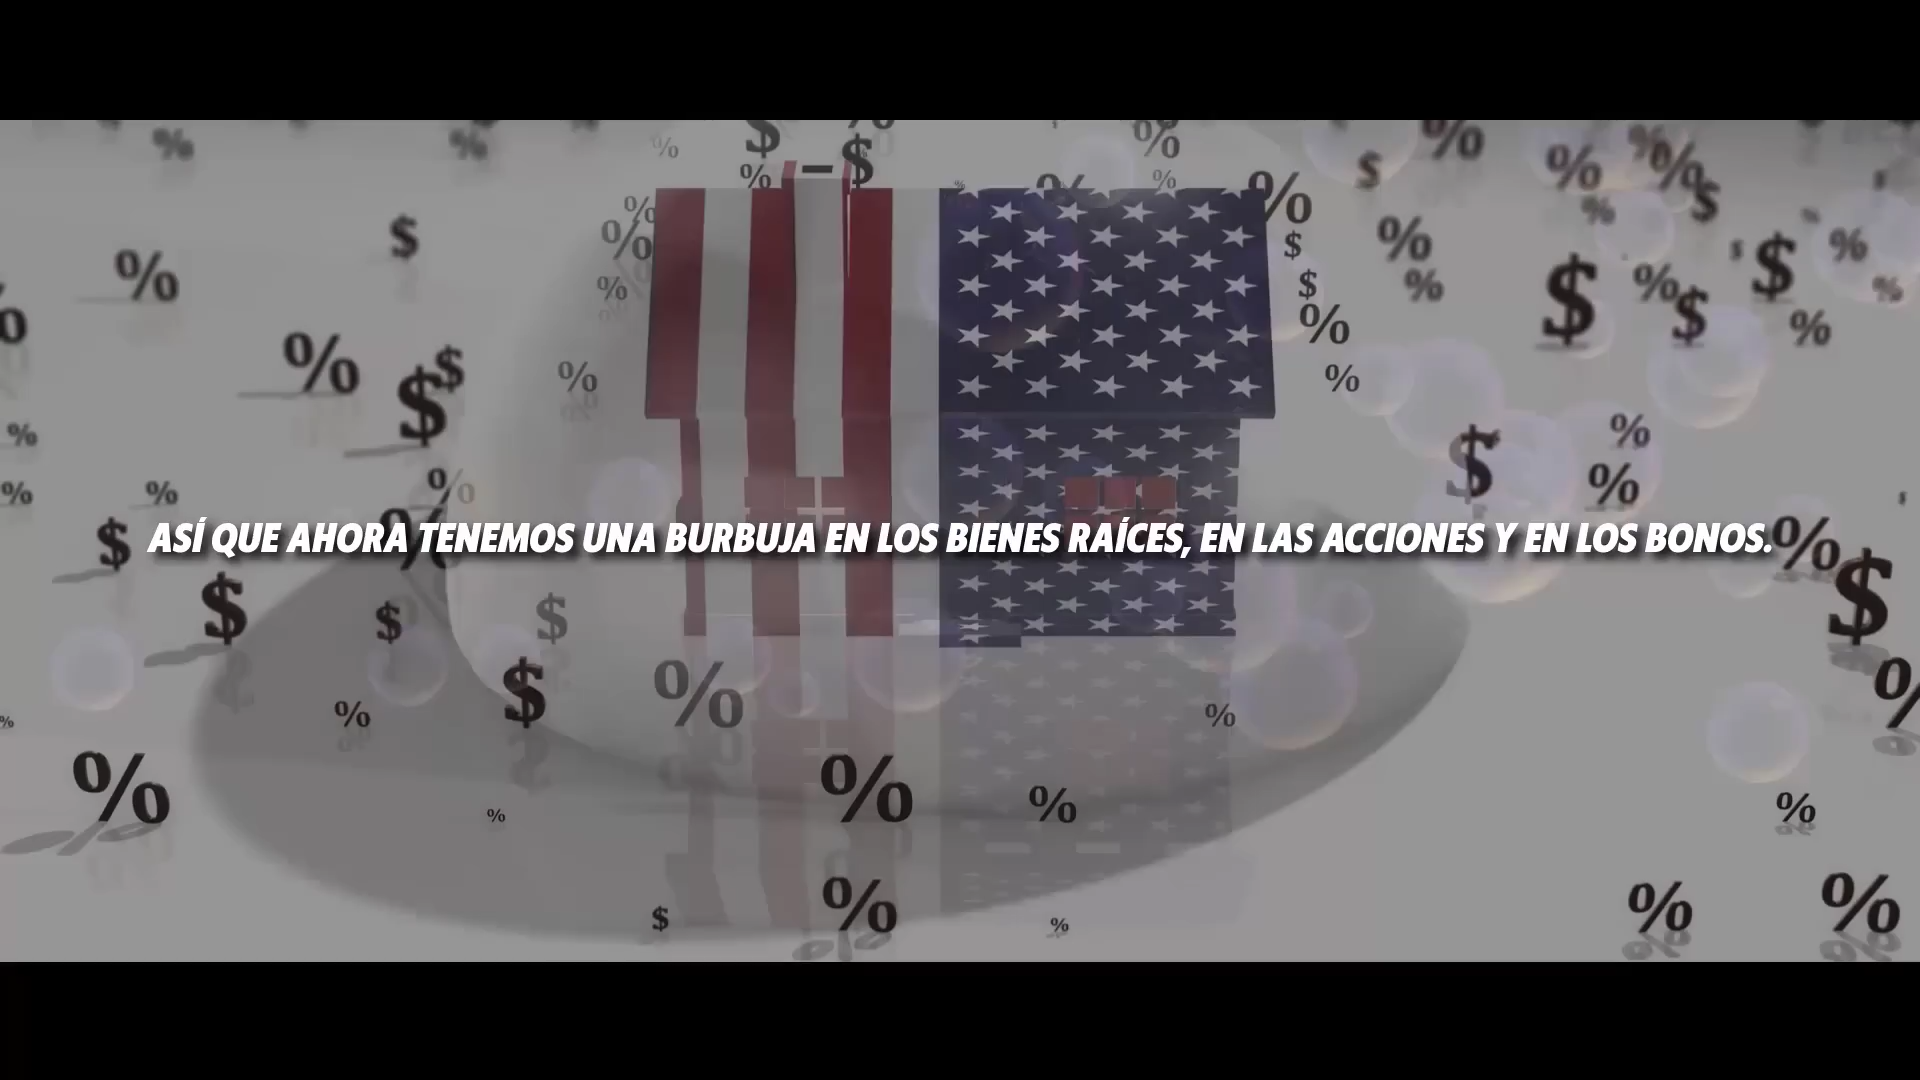 ASÍ QUE AHORA TENEMOS UNA BURBUJA EN LOS BIENES RAÍCES, EN LAS ACCIONES Y EN LOS BONOS.